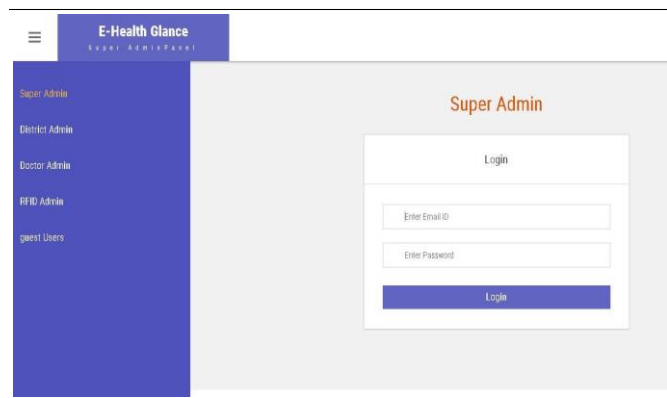 E-Health Glance
Super AdminPanel
Super Admin
District Admin
Doctor Admin
RFID Admin
guest Users
Super Admin
Login
Enter Email ID
Enter Password
Login